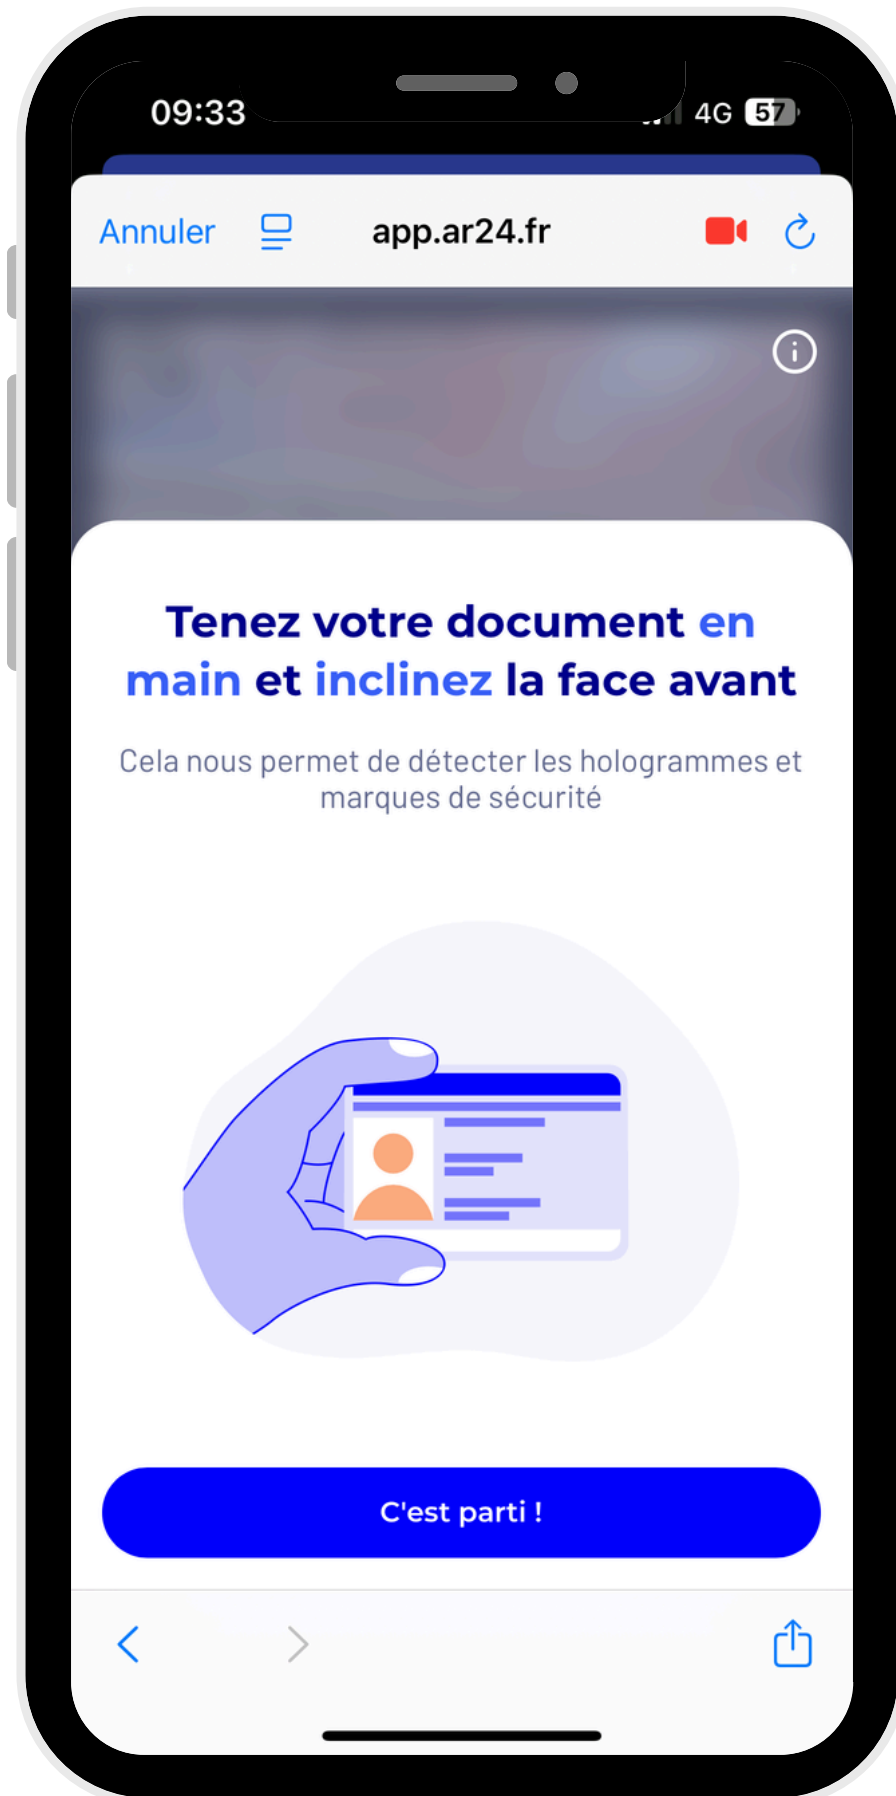 09:33
4G 57
Annuler app.ar24.fr
Tenez votre document en
main et inclinez la face avant
Cela nous permet de détecter les hologrammes et
marques de sécurité
C'est parti !